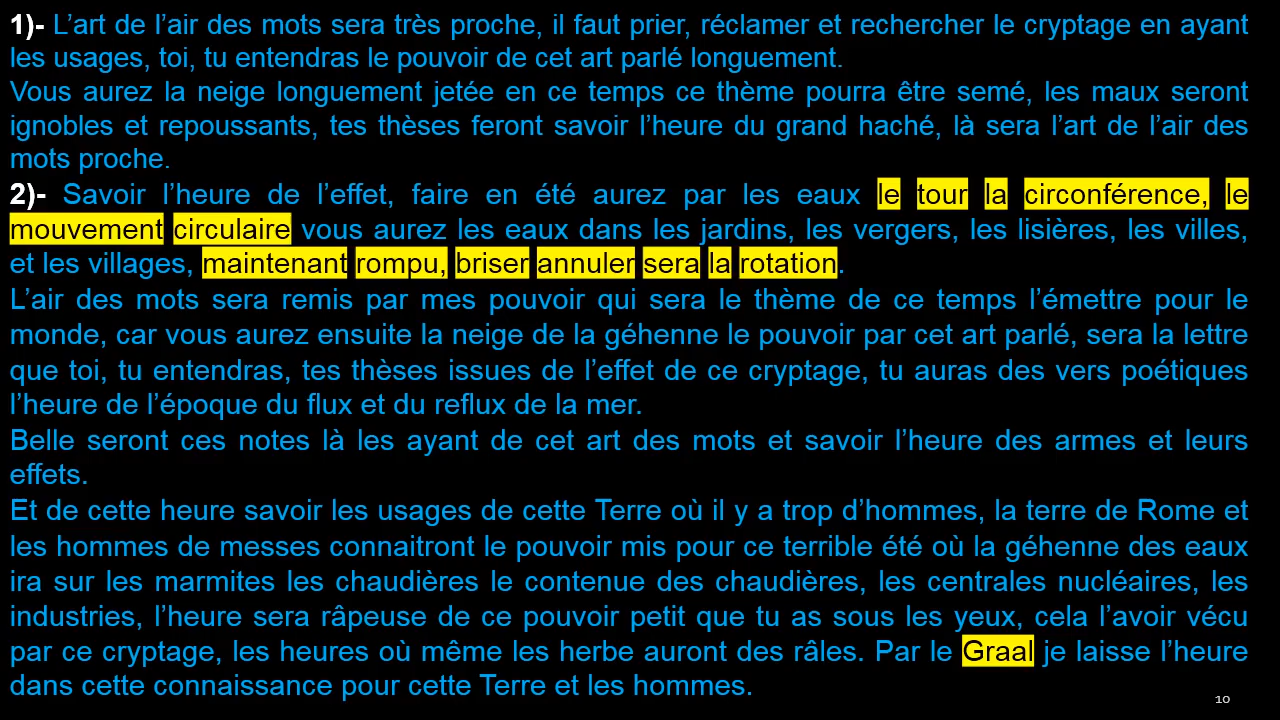 1)- L’art de l’air des mots sera très proche, il faut prier, réclamer et rechercher le cryptage en ayant
les usages, toi, tu entendras le pouvoir de cet art parlé longuement.
Vous aurez la neige longuement jetée en ce temps ce thème pourra être semé, les maux seront
ignobles et repoussants, tes thèses feront savoir l’heure du grand haché, là sera l’art de l’air des
mots proche.
2)- Savoir l’heure de l’effet, faire en été aurez par les eaux le tour la circonférence, le
mouvement circulaire vous aurez les eaux dans les jardins, les vergers, les lisières, les villes,
et les villages, maintenant rompu, briser annuler sera la rotation.
L’air des mots sera remis par mes pouvoir qui sera le thème de ce temps l’émettre pour le
monde, car vous aurez ensuite la neige de la géhenne le pouvoir par cet art parlé, sera la lettre
que toi, tu entendras, tes thèses issues de l’effet de ce cryptage, tu auras des vers poétiques
l’heure de l’époque du flux et du reflux de la mer.
Belle seront ces notes là les ayant de cet art des mots et savoir l’heure des armes et leurs
effets.
Et de cette heure savoir les usages de cette Terre où il y a trop d’hommes, la terre de Rome et
les hommes de messes connaitront le pouvoir mis pour ce terrible été où la géhenne des eaux
ira sur les marmites les chaudières le contenue des chaudières, les centrales nucléaires, les
industries, l’heure sera râpeuse de ce pouvoir petit que tu as sous les yeux, cela l’avoir vécu
par ce cryptage, les heures où même les herbe auront des râles. Par le Graal je laisse l’heure
dans cette connaissance pour cette Terre et les hommes.
10